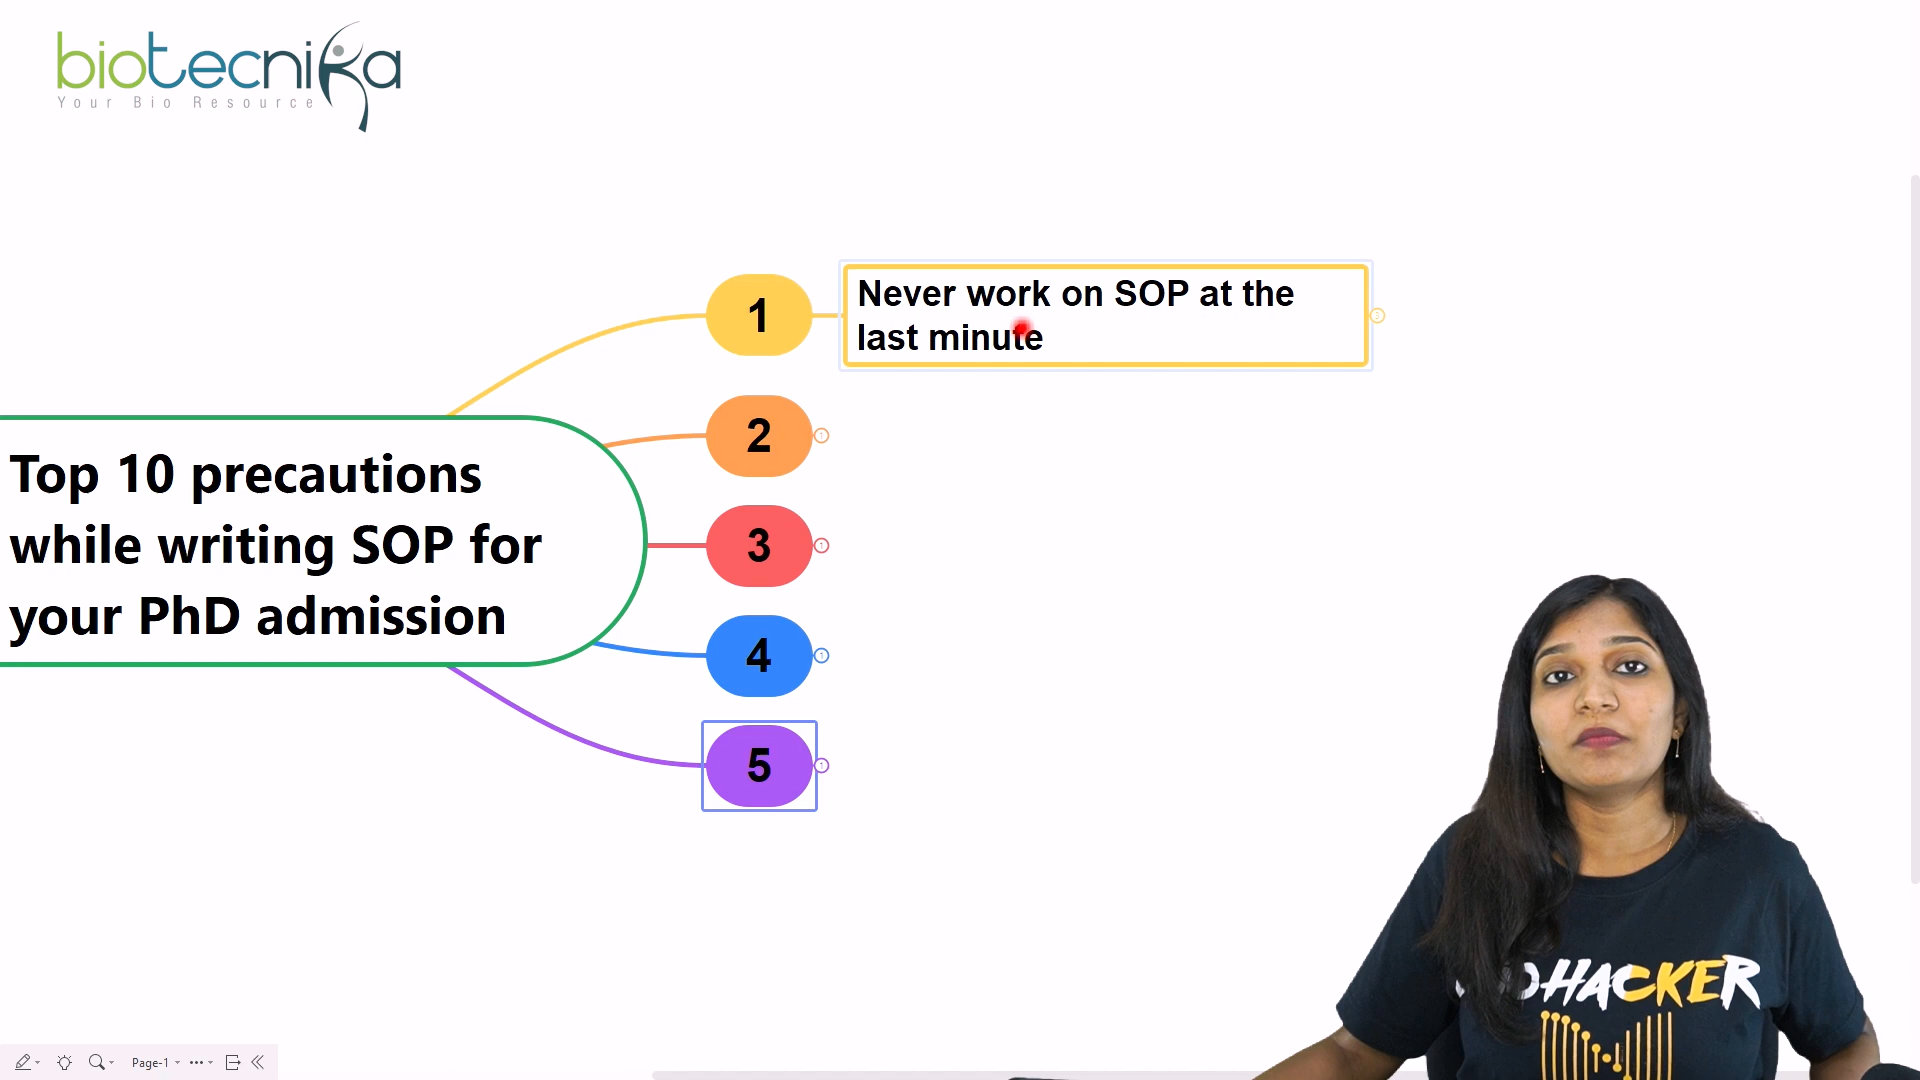 biotecnika
Your Bio Resource
Never work on SOP at the
last minute
1
2
3
4
5
Top 10 precautions
while writing SOP for
your PhD admission
HACKER
Page-1